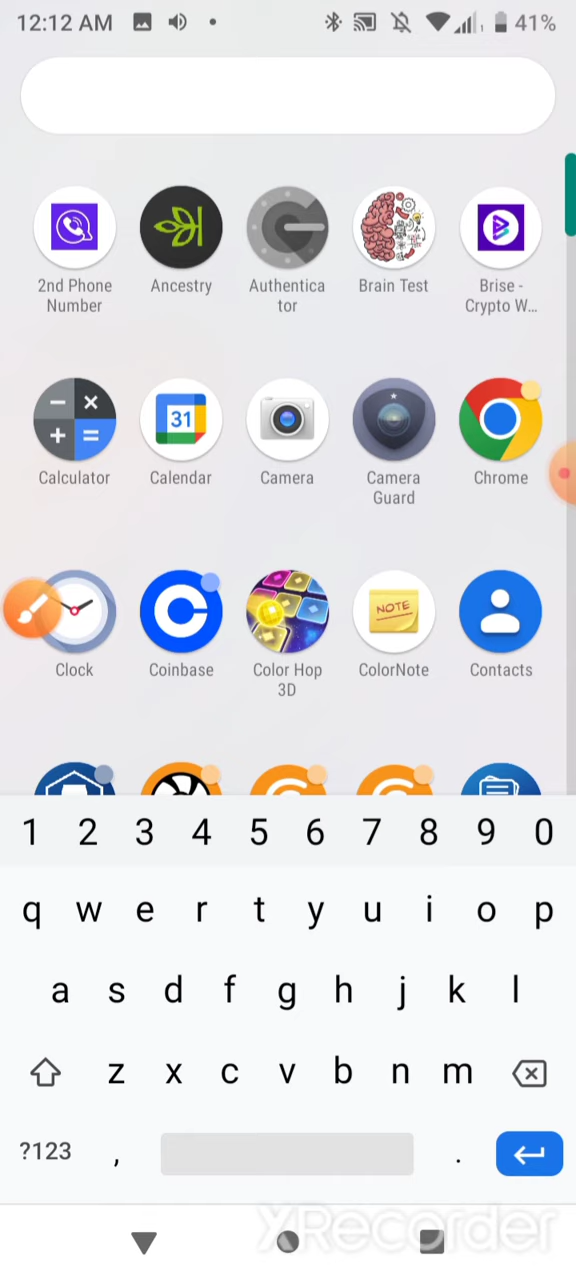 12:12 AM 41%
2nd Phone Number
Ancestry
Authenticator
Brain Test
Brise - Crypto W...
31
Calculator
Calendar
Camera
Camera Guard
Chrome
NOTE
Clock
Coinbase
Color Hop 3D
ColorNote
Contacts
1 2 3 4 5 6 7 8 9 0
q w e r t y u i o p
a s d f g h j k l
z x c v b n m
?123 , .
XRecorder